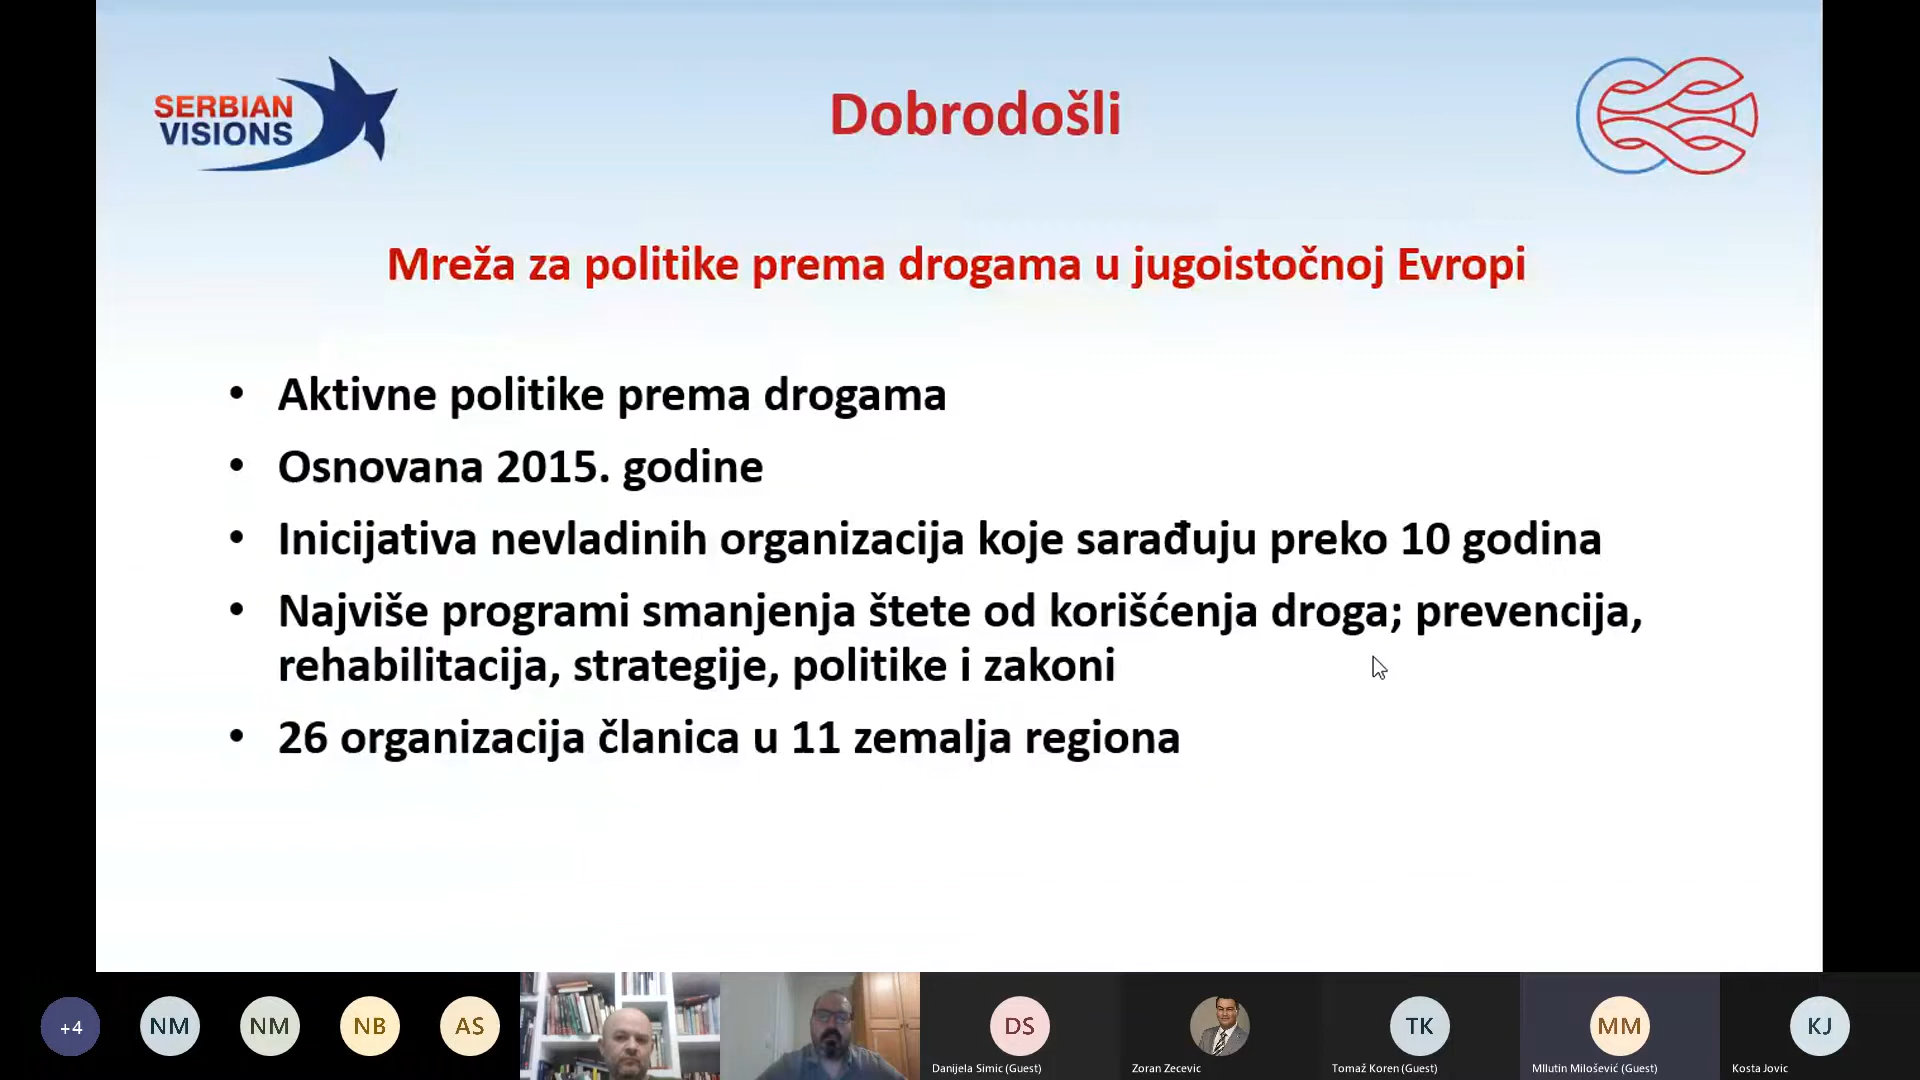 SERBIAN
VISIONS
Dobrodošli
Mreža za politike prema drogama u jugoistočnoj Evropi
• Aktivne politike prema drogama
• Osnovana 2015. godine
• Inicijativa nevladinih organizacija koje sarađuju preko 10 godina
• Najviše programi smanjenja štete od korišćenja droga; prevencija,
rehabilitacija, strategije, politike i zakoni
• 26 organizacija članica u 11 zemalja regiona
+4
NM
NM
NB
AS
DS
TK
MM
KJ
Danijela Simic (Guest)
Zoran Zecevic
Tomaž Koren (Guest)
MIlutin Milošević (Guest)
Kosta Jovic